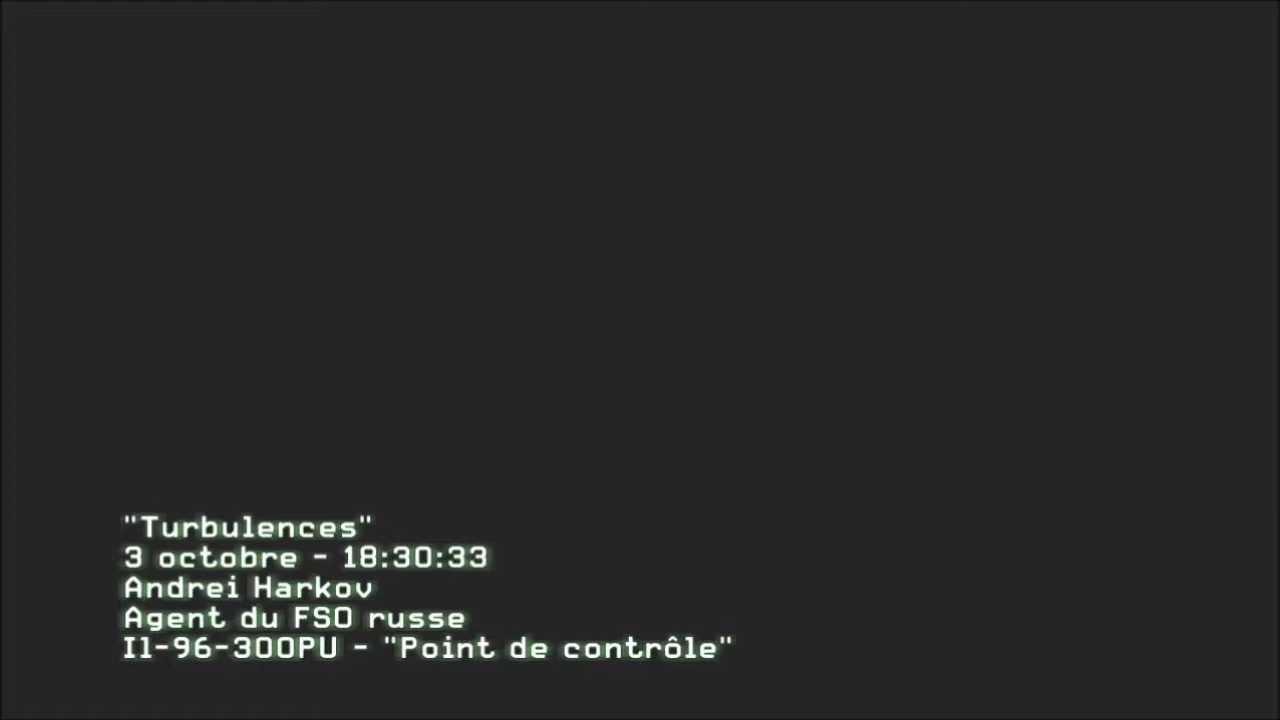 "Turbulences"
3 octobre - 18:30:33
Andrei Harkov
Agent du FSO russe
Il-96-300PU - "Point de contrôle"